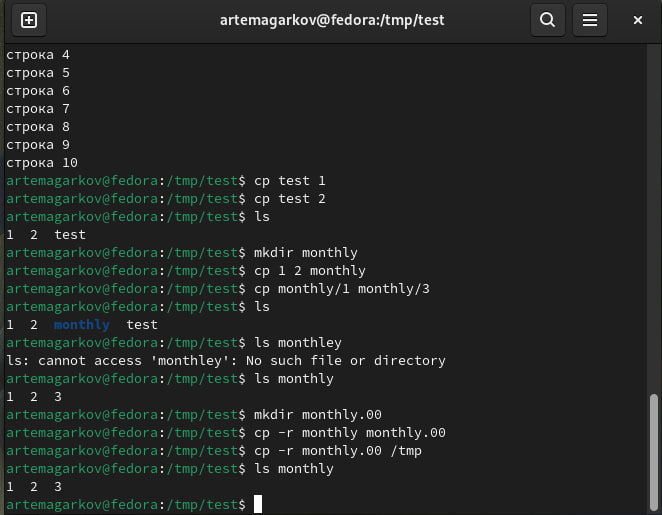 artemagarkov@fedora:/tmp/test
строка 4
строка 5
строка 6
строка 7
строка 8
строка 9
строка 10
artemagarkov@fedora:/tmp/test$ cp test 1
artemagarkov@fedora:/tmp/test$ cp test 2
artemagarkov@fedora:/tmp/test$ ls
1  2  test
artemagarkov@fedora:/tmp/test$ mkdir monthly
artemagarkov@fedora:/tmp/test$ cp 1 2 monthly
artemagarkov@fedora:/tmp/test$ cp monthly/1 monthly/3
artemagarkov@fedora:/tmp/test$ ls
1  2  monthly  test
artemagarkov@fedora:/tmp/test$ ls monthley
ls: cannot access 'monthley': No such file or directory
artemagarkov@fedora:/tmp/test$ ls monthly
1  2  3
artemagarkov@fedora:/tmp/test$ mkdir monthly.00
artemagarkov@fedora:/tmp/test$ cp -r monthly monthly.00
artemagarkov@fedora:/tmp/test$ cp -r monthly.00 /tmp
artemagarkov@fedora:/tmp/test$ ls monthly
1  2  3
artemagarkov@fedora:/tmp/test$